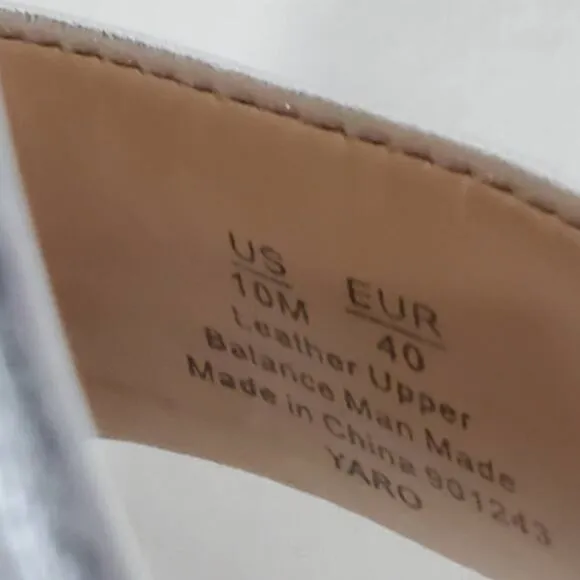 US EUR
10M 40
Leather Upper
Balance Man Made
Made in China 901243
YARO